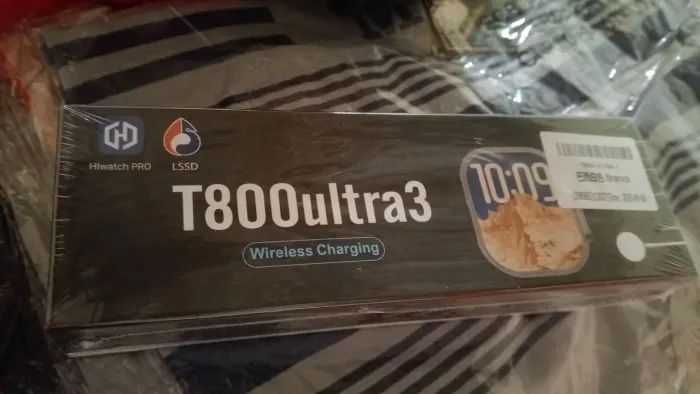 HIwatch PRO
LSSD
T800ultra3
Wireless Charging
10:09
Branco